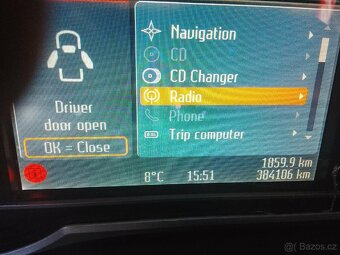 Navigation
CD
CD Changer
Radio
Phone
Trip computer
Driver
door open
OK = Close
1859.9 km
8°C 15:51 384106 km
Bazos.cz